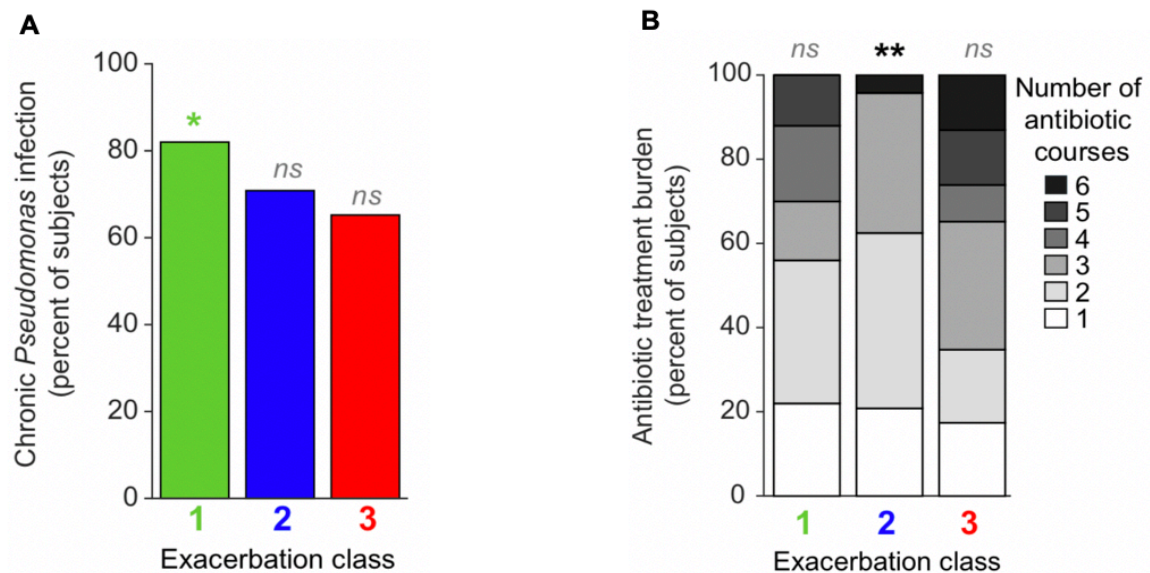 A
Chronic Pseudomonas infection
(percent of subjects)
100
80
60
40
20
0
*
ns
ns
1 2 3
Exacerbation class
B
Antibiotic treatment burden
(percent of subjects)
100
80
60
40
20
0
ns ** ns
1 2 3
Exacerbation class
Number of
antibiotic
courses
6
5
4
3
2
1